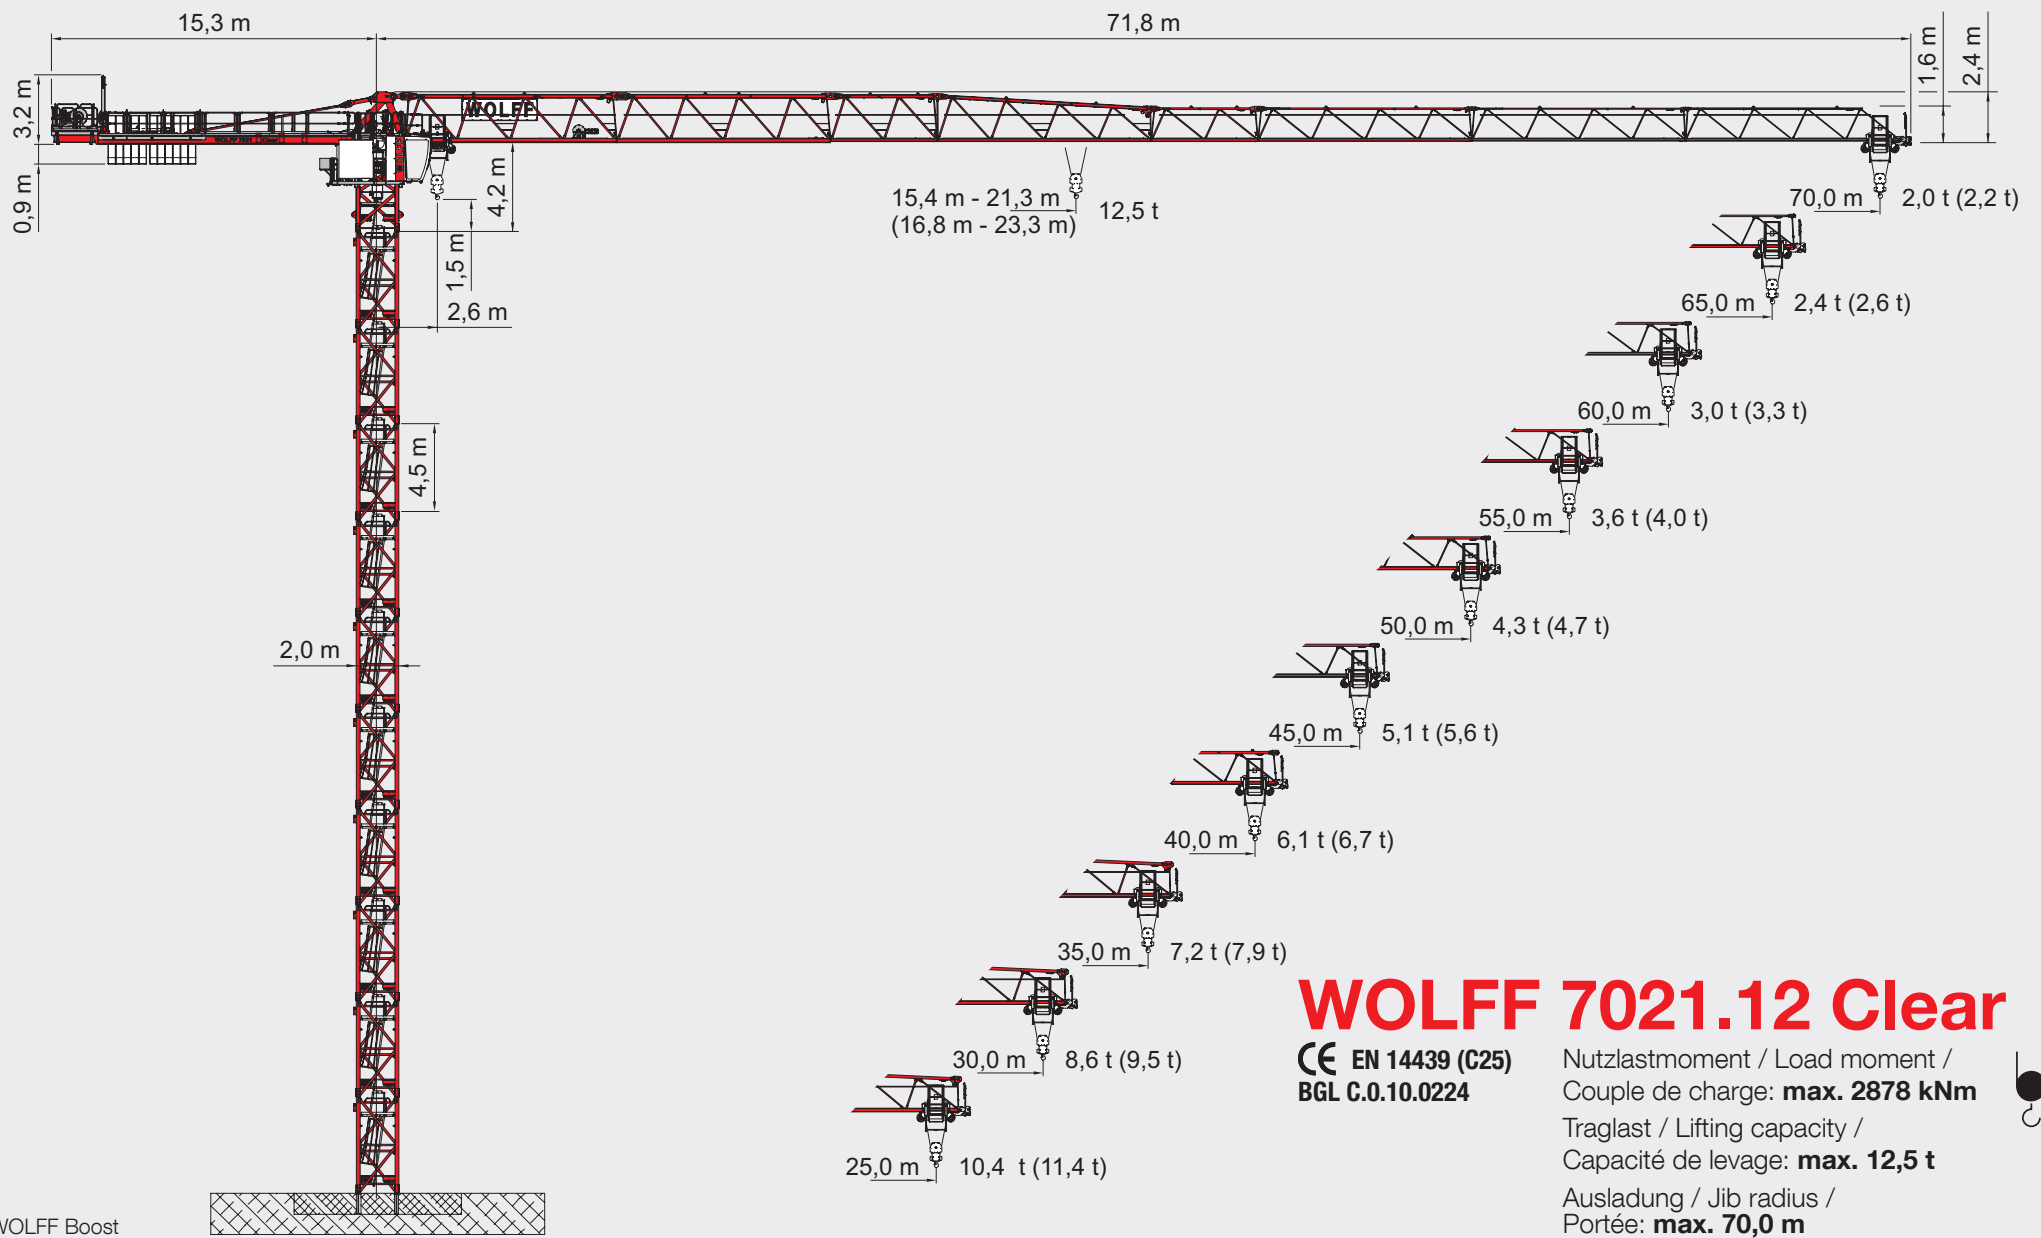 15,3 m
71,8 m
1,6 m
2,4 m
3,2 m
WOLFF
0,9 m
4,2 m
1,5 m
2,6 m
15,4 m - 21,3 m
(16,8 m - 23,3 m)
12,5 t
70,0 m 2,0 t (2,2 t)
65,0 m 2,4 t (2,6 t)
60,0 m 3,0 t (3,3 t)
4,5 m
55,0 m 3,6 t (4,0 t)
50,0 m 4,3 t (4,7 t)
2,0 m
45,0 m 5,1 t (5,6 t)
40,0 m 6,1 t (6,7 t)
35,0 m 7,2 t (7,9 t)
30,0 m 8,6 t (9,5 t)
25,0 m 10,4 t (11,4 t)
WOLFF 7021.12 Clear
CE EN 14439 (C25)
BGL C.0.10.0224
Nutzlastmoment / Load moment /
Couple de charge: max. 2878 kNm
Traglast / Lifting capacity /
Capacité de levage: max. 12,5 t
Ausladung / Jib radius /
Portée: max. 70,0 m
WOLFF Boost